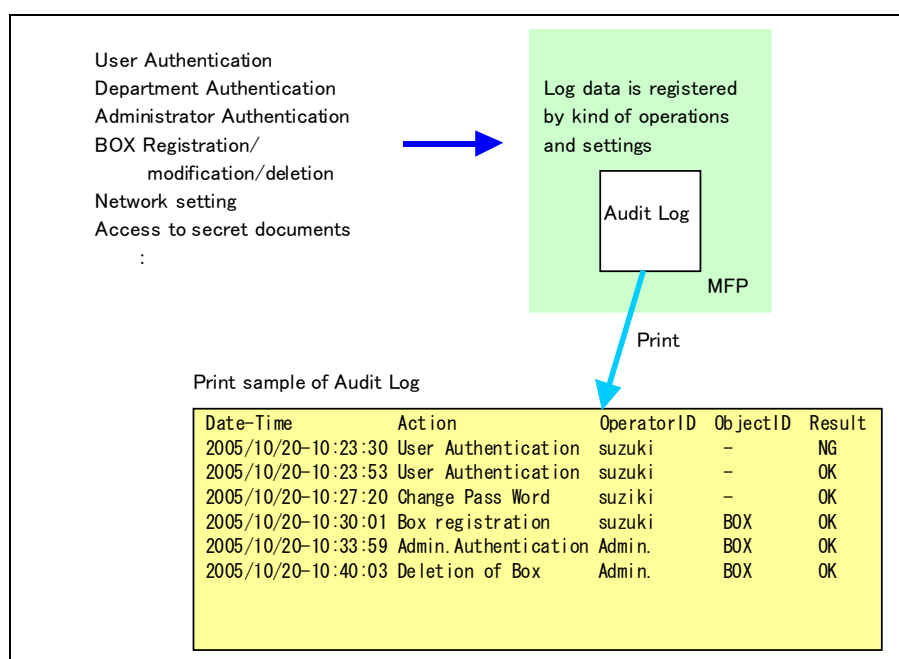 User Authentication
Department Authentication
Administrator Authentication
BOX Registration/
modification/deletion
Network setting
Access to secret documents
:
Log data is registered
by kind of operations
and settings
Audit Log
MFP
Print
Print sample of Audit Log
Date-Time Action OperatorID ObjectID Result
2005/10/20-10:23:30 User Authentication suzuki - NG
2005/10/20-10:23:53 User Authentication suzuki - OK
2005/10/20-10:27:20 Change Pass Word suziki - OK
2005/10/20-10:30:01 Box registration suzuki BOX OK
2005/10/20-10:33:59 Admin.Authentication Admin. BOX OK
2005/10/20-10:40:03 Deletion of Box Admin. BOX OK